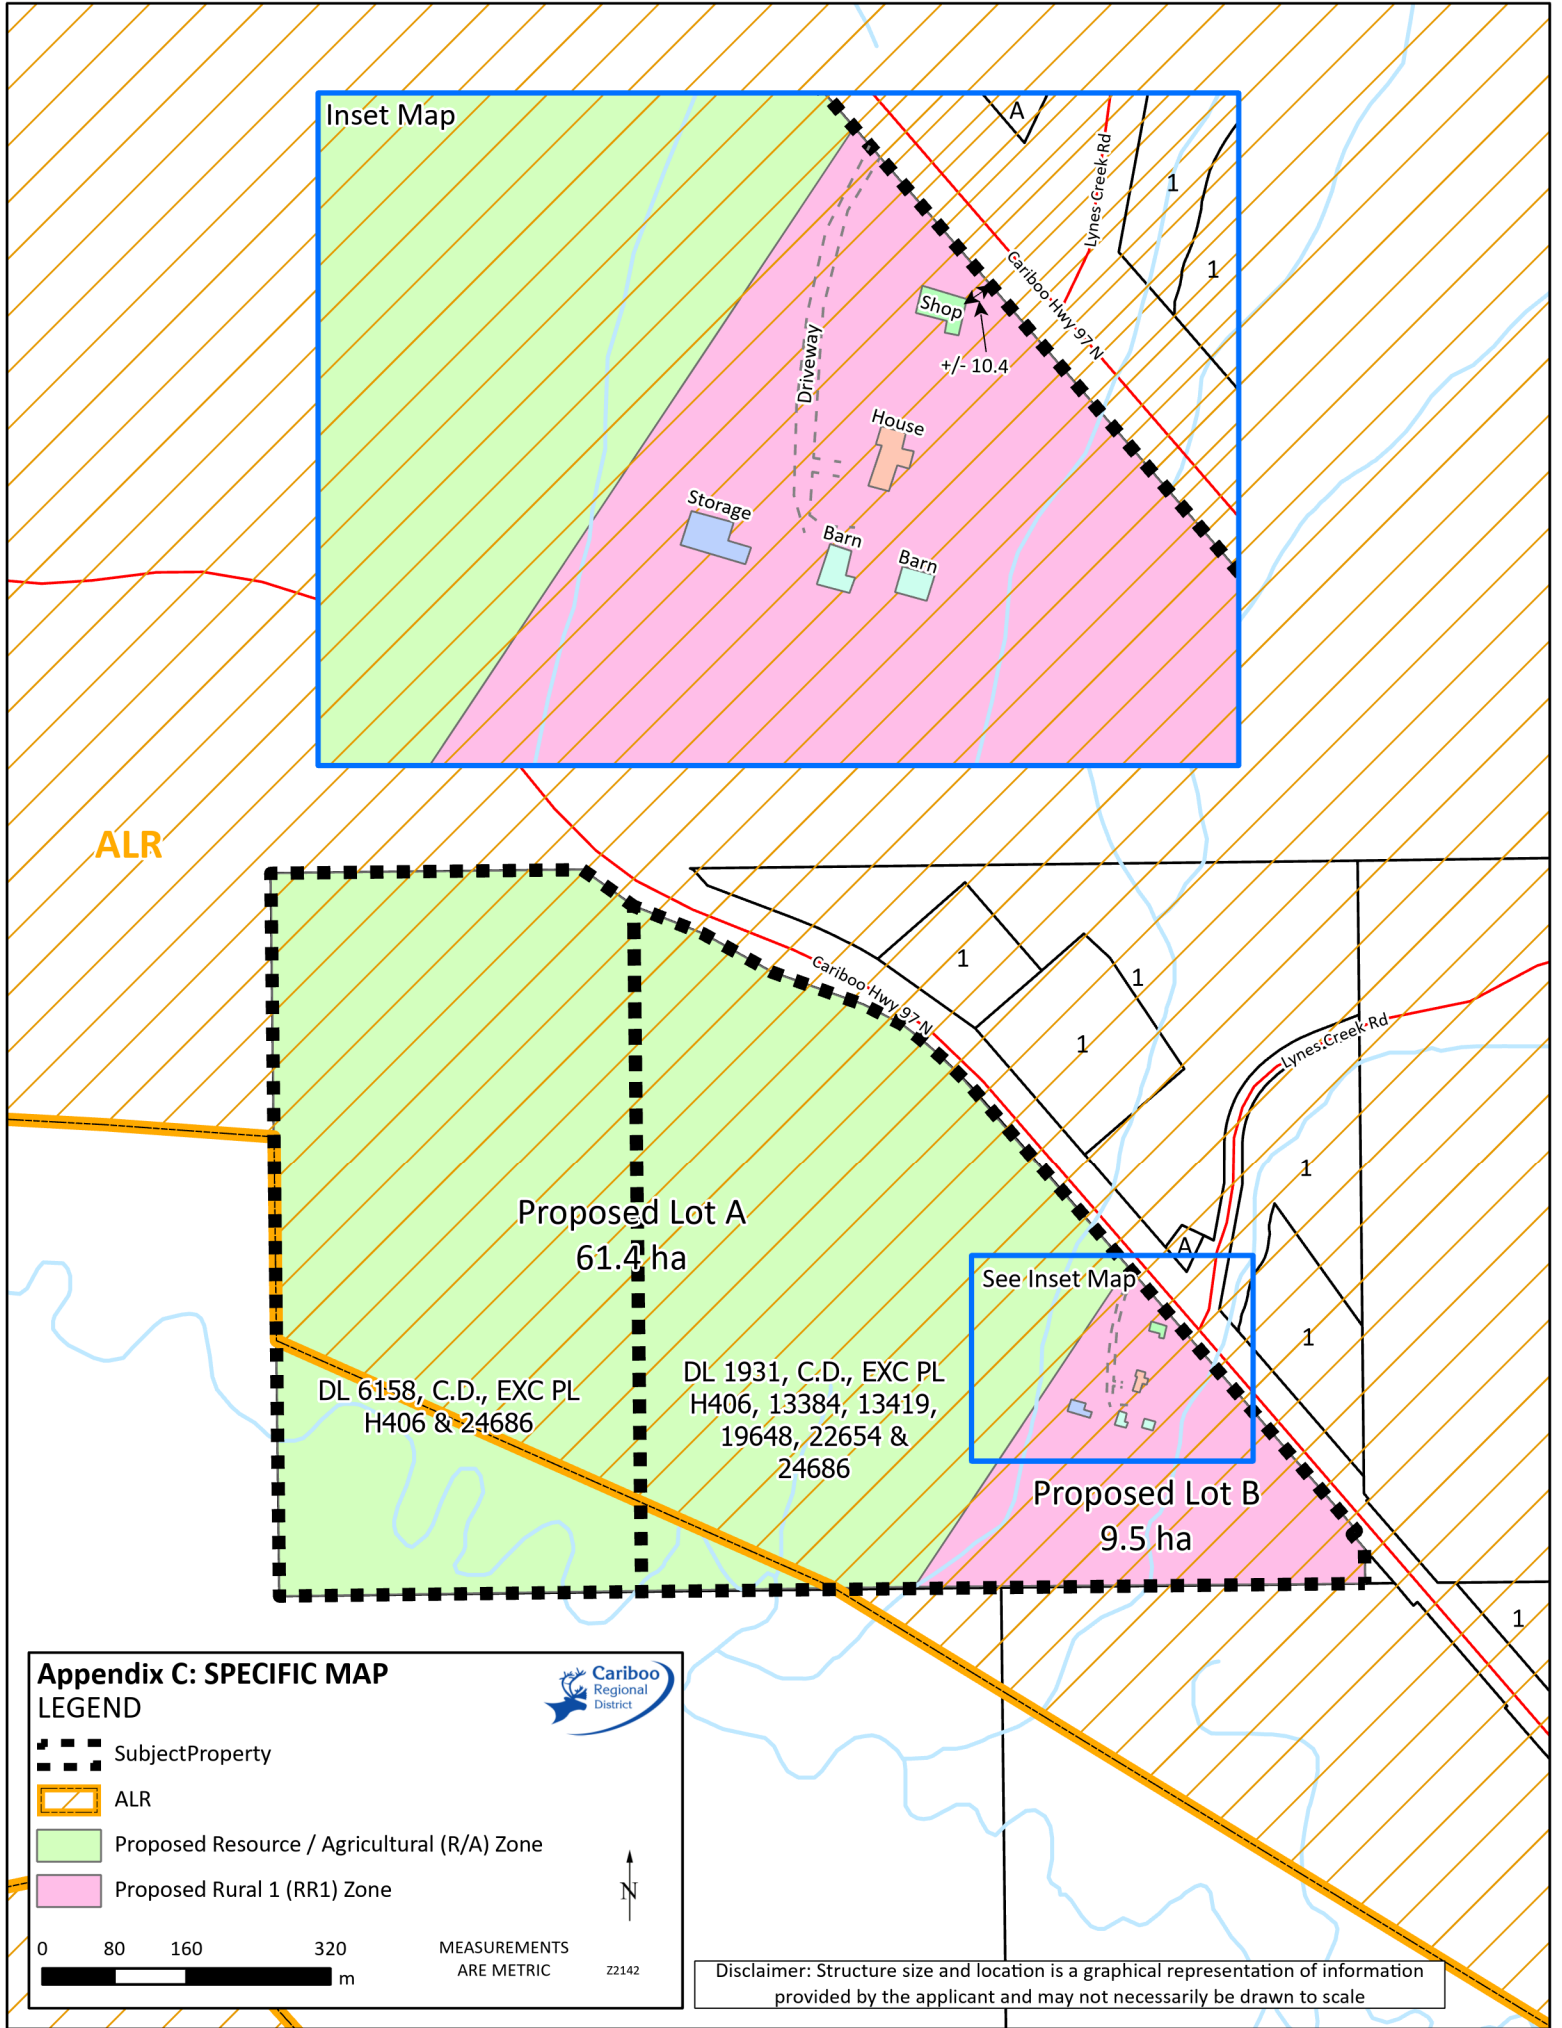 Inset Map
A
Lynes Creek Rd
1
1
Cariboo Hwy 97 N
Shop
+/- 10.4
Driveway
House
Storage
Barn
Barn
ALR
1
1
Cariboo Hwy 97 N
1
Lynes Creek Rd
1
Proposed Lot A
61.4 ha
A
See Inset Map
1
DL 6158, C.D., EXC PL
H406 & 24686
DL 1931, C.D., EXC PL
H406, 13384, 13419,
19648, 22654 &
24686
Proposed Lot B
9.5 ha
1
Appendix C: SPECIFIC MAP
LEGEND
Cariboo
Regional
District
SubjectProperty
ALR
Proposed Resource / Agricultural (R/A) Zone
Proposed Rural 1 (RR1) Zone
N
0 80 160 320
m
MEASUREMENTS
ARE METRIC
Z2142
Disclaimer: Structure size and location is a graphical representation of information
provided by the applicant and may not necessarily be drawn to scale